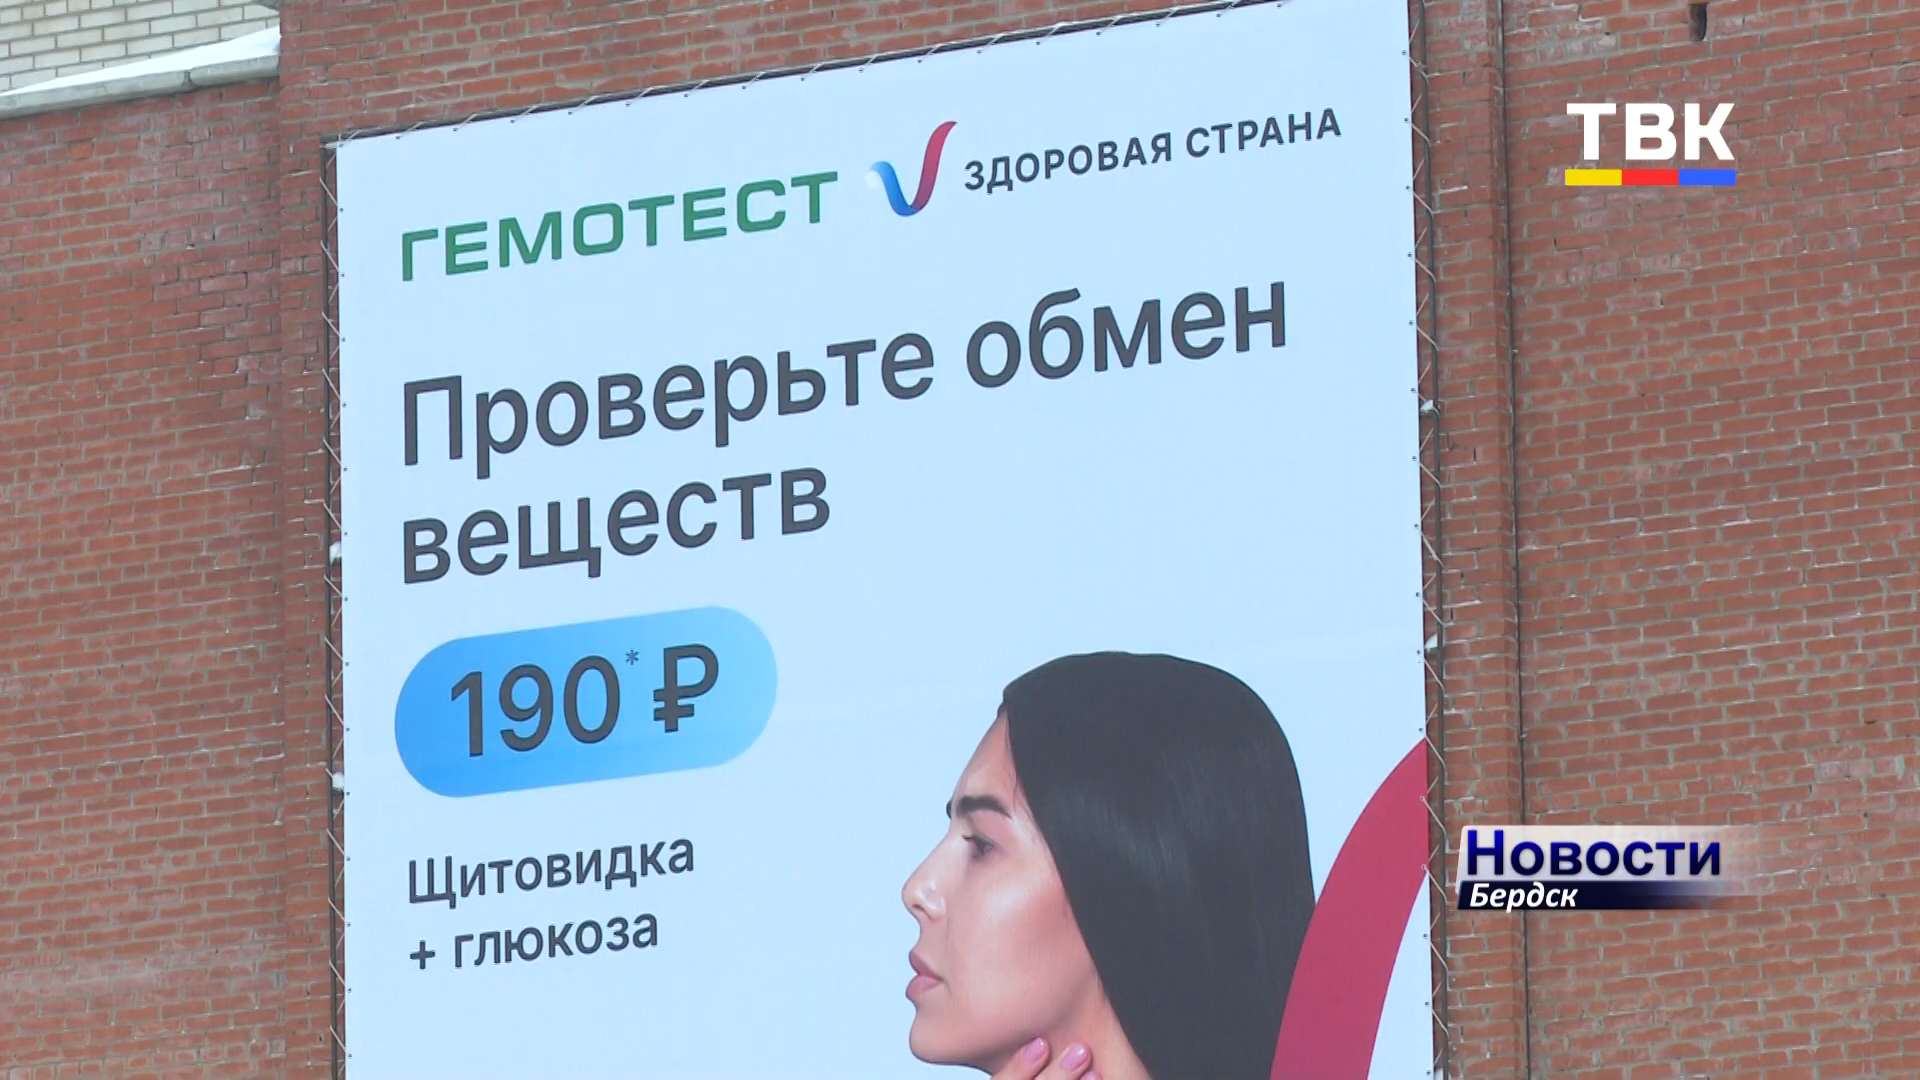 ТВК
ГЕМОТЕСТ ЗДОРОВАЯ СТРАНА
Проверьте обмен
веществ
190* ₽
Щитовидка
+ глюкоза
Новости
Бердск